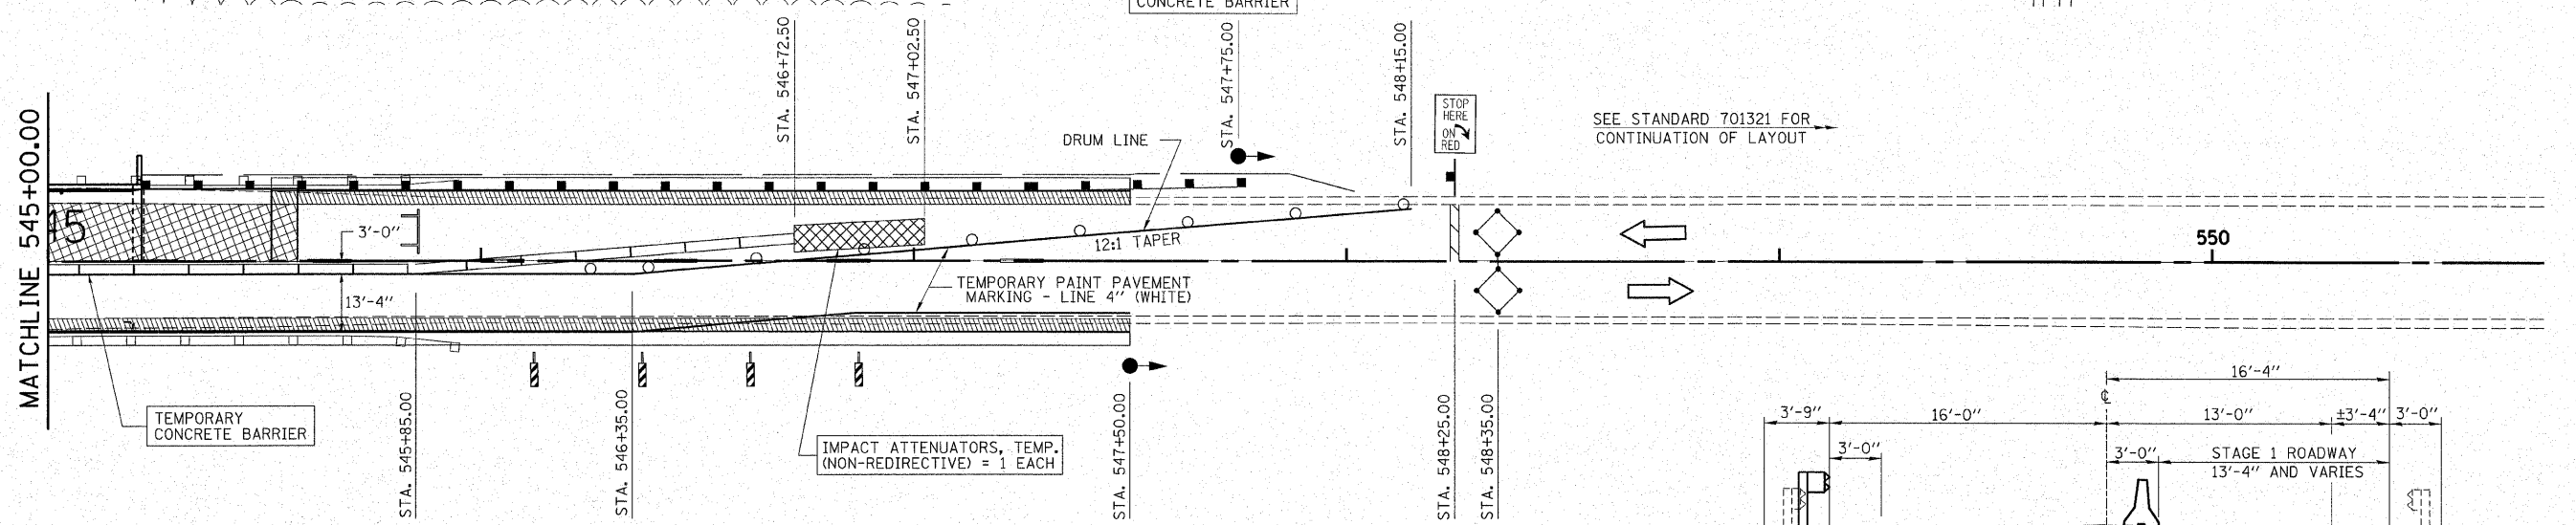 CONCRETE BARRIER
STA. 546+72.50
STA. 547+02.50
STA. 547+75.00
STA. 548+15.00
STOP
HERE
ON
RED
SEE STANDARD 701321 FOR
CONTINUATION OF LAYOUT
DRUM LINE
MATCHLINE 545+00.00
3'-0"
12:1 TAPER
550
TEMPORARY PAINT PAVEMENT
MARKING - LINE 4" (WHITE)
13'-4"
TEMPORARY
CONCRETE BARRIER
STA. 545+85.00
STA. 546+35.00
IMPACT ATTENUATORS, TEMP.
(NON-REDIRECTIVE) = 1 EACH
STA. 547+50.00
STA. 548+25.00
STA. 548+35.00
16'-4"
3'-9"
16'-0"
13'-0"
±3'-4"
3'-0"
3'-0"
3'-0"
STAGE 1 ROADWAY
13'-4" AND VARIES